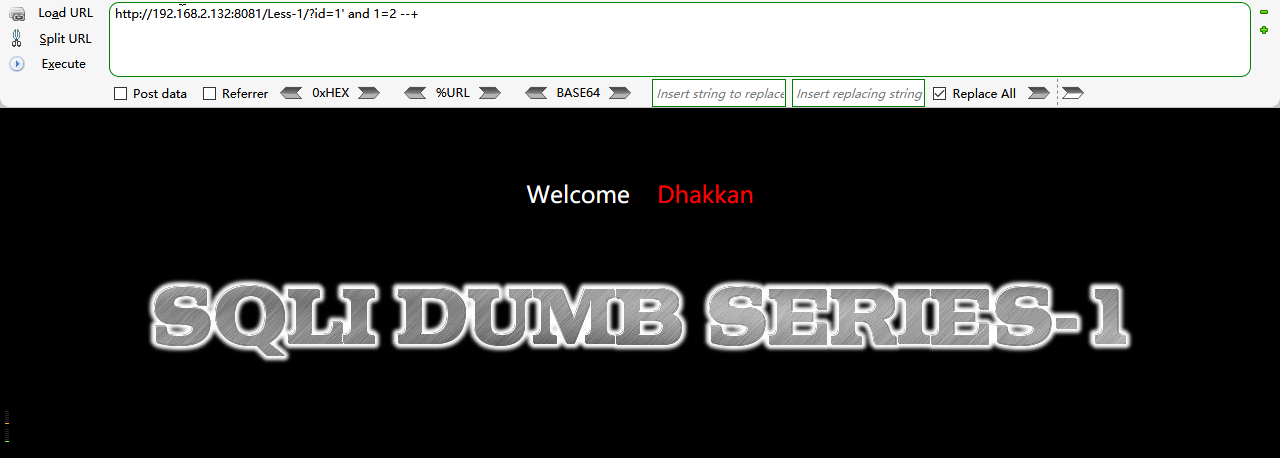 Load URL
http://192.168.2.132:8081/Less-1/?id=1' and 1=2 --+
Split URL
Execute
Post data Referrer 0xHEX %URL BASE64 Insert string to replace Insert replacing string Replace All
Welcome Dhakkan
SQLI DUMB SERIES-1